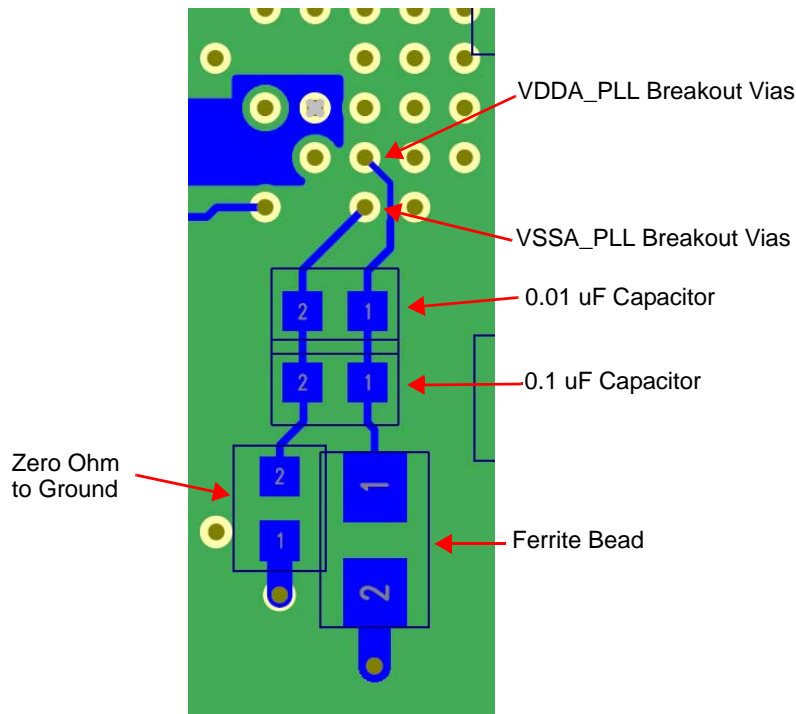 VDDA_PLL Breakout Vias
VSSA_PLL Breakout Vias
0.01 uF Capacitor
2 1
0.1 uF Capacitor
2 1
Zero Ohm
to Ground
2
1
1
2
Ferrite Bead